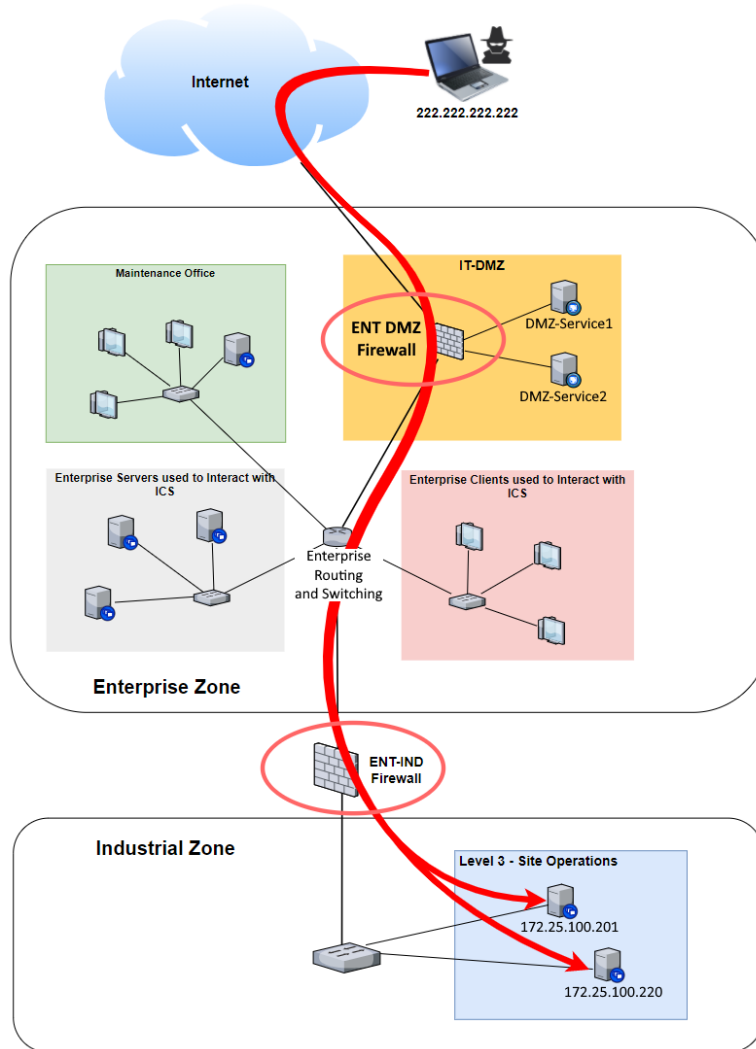 Internet
222.222.222.222
Maintenance Office
IT-DMZ
ENT DMZ
Firewall
DMZ-Service1
DMZ-Service2
Enterprise Servers used to Interact with
ICS
Enterprise Clients used to Interact with
ICS
Enterprise
Routing
and Switching
Enterprise Zone
ENT-IND
Firewall
Industrial Zone
Level 3 - Site Operations
172.25.100.201
172.25.100.220